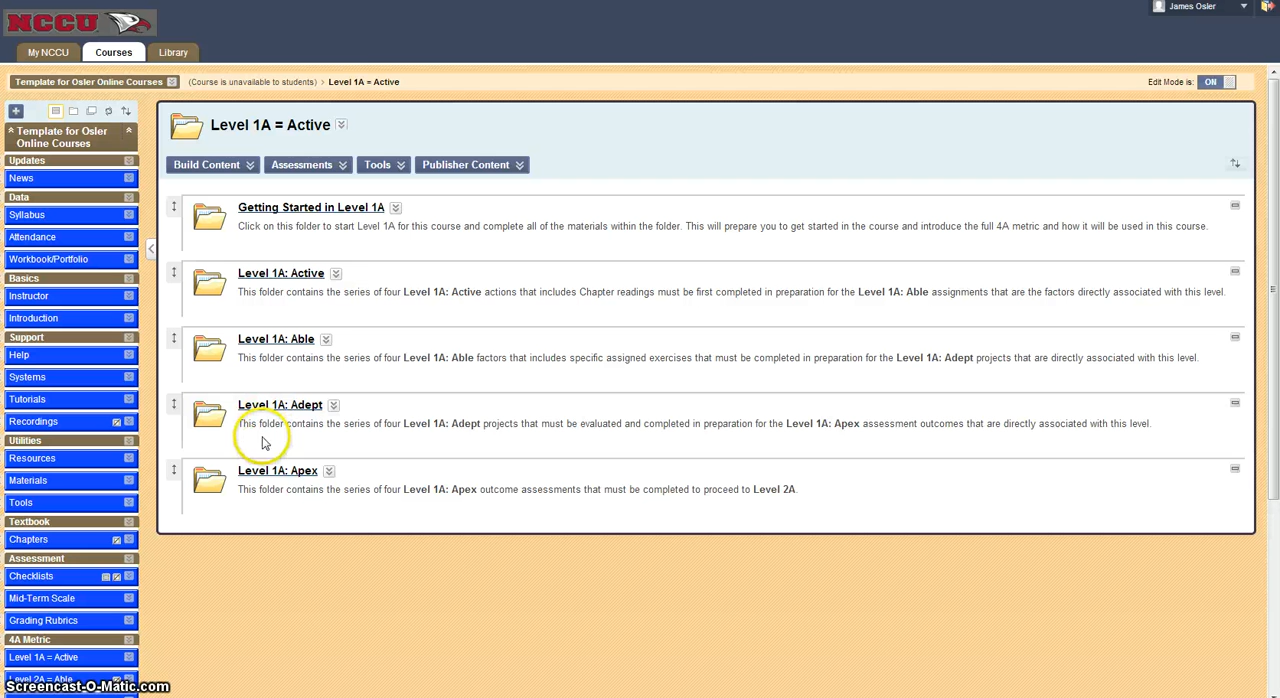 James Osler
NCCU
My NCCU
Courses
Library
Template for Osler Online Courses
(Course is unavailable to students) > Level 1A = Active
Edit Mode is: ON
Template for Osler
Online Courses
Updates
News
Data
Syllabus
Attendance
Workbook/Portfolio
Basics
Instructor
Introduction
Support
Help
Systems
Tutorials
Recordings
Utilities
Resources
Materials
Tools
Textbook
Chapters
Assessment
Checklists
Mid-Term Scale
Grading Rubrics
4A Metric
Level 1A = Active
Level 2A = Able
Level 1A = Active
Build Content
Assessments
Tools
Publisher Content
Getting Started in Level 1A
Click on this folder to start Level 1A for this course and complete all of the materials within the folder. This will prepare you to get started in the course and introduce the full 4A metric and how it will be used in this course.
Level 1A: Active
This folder contains the series of four Level 1A: Active actions that includes Chapter readings must be first completed in preparation for the Level 1A: Able assignments that are the factors directly associated with this level.
Level 1A: Able
This folder contains the series of four Level 1A: Able factors that includes specific assigned exercises that must be completed in preparation for the Level 1A: Adept projects that are directly associated with this level.
Level 1A: Adept
This folder contains the series of four Level 1A: Adept projects that must be evaluated and completed in preparation for the Level 1A: Apex assessment outcomes that are directly associated with this level.
Level 1A: Apex
This folder contains the series of four Level 1A: Apex outcome assessments that must be completed to proceed to Level 2A.
Screencast-O-Matic.com